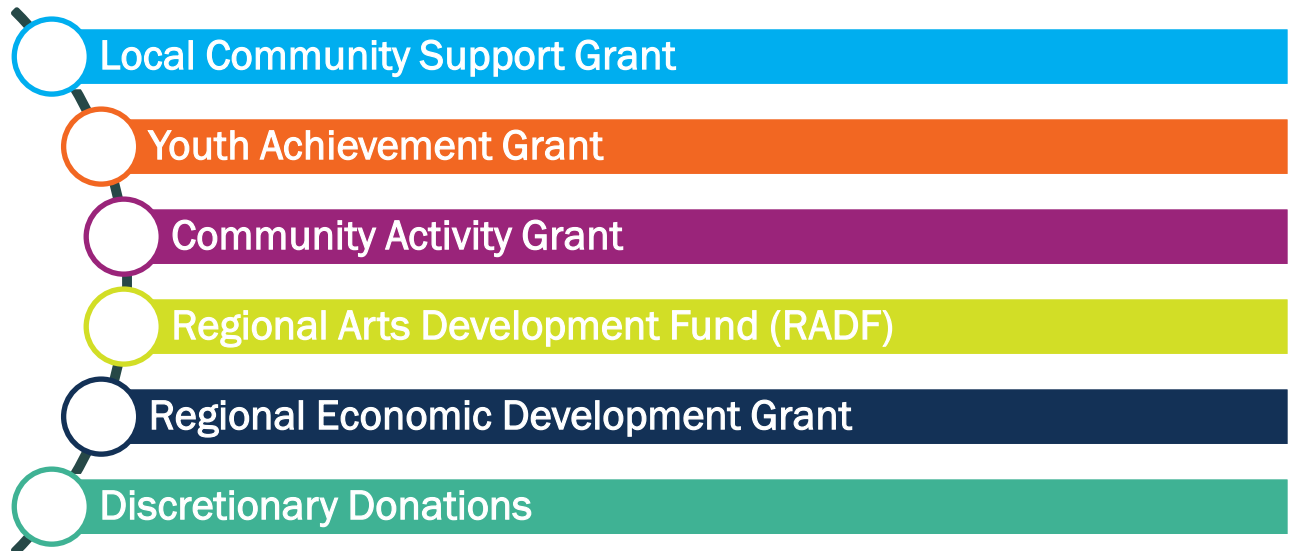 Local Community Support Grant
Youth Achievement Grant
Community Activity Grant
Regional Arts Development Fund (RADF)
Regional Economic Development Grant
Discretionary Donations